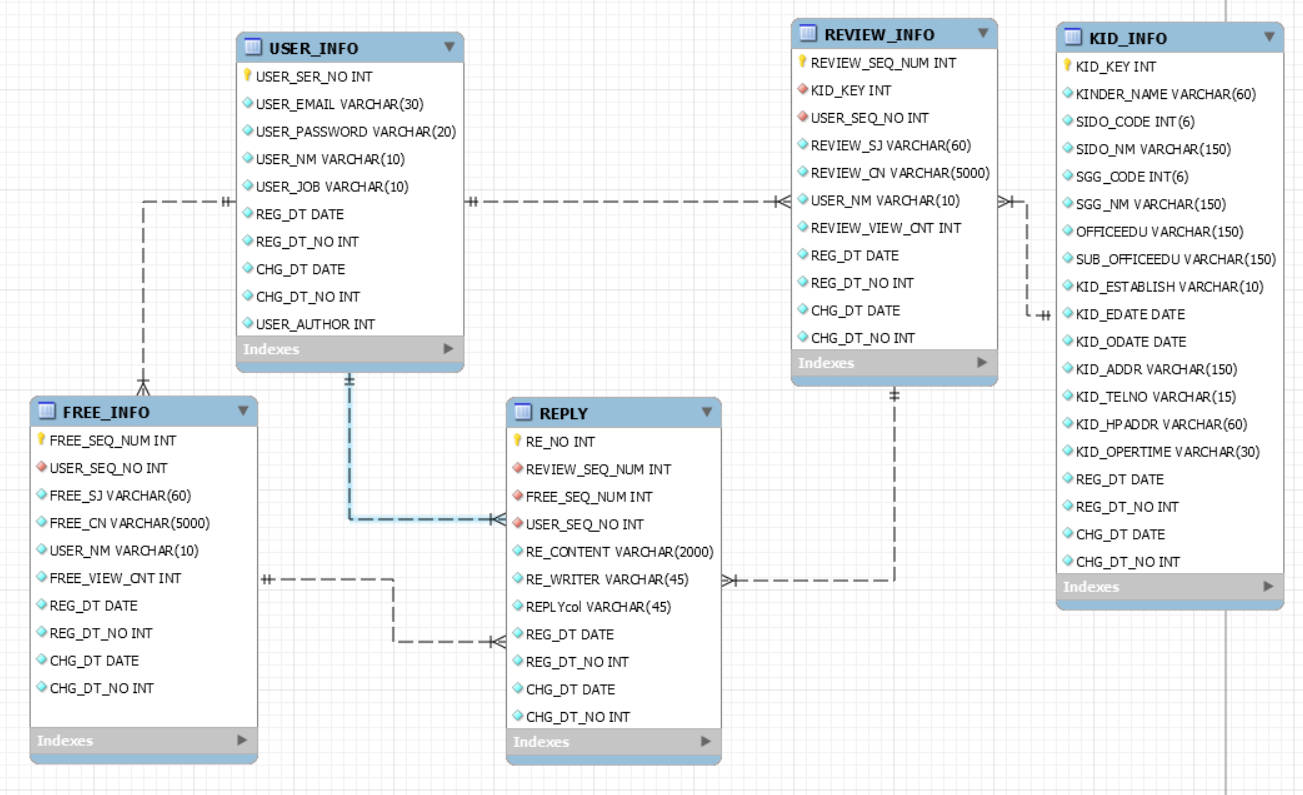 USER_INFO
USER_SER_NO INT
USER_EMAIL VARCHAR(30)
USER_PASSWORD VARCHAR(20)
USER_NM VARCHAR(10)
USER_JOB VARCHAR(10)
REG_DT DATE
REG_DT_NO INT
CHG_DT DATE
CHG_DT_NO INT
USER_AUTHOR INT
Indexes
REVIEW_INFO
REVIEW_SEQ_NUM INT
KID_KEY INT
USER_SEQ_NO INT
REVIEW_SJ VARCHAR(60)
REVIEW_CN VARCHAR(5000)
USER_NM VARCHAR(10)
REVIEW_VIEW_CNT INT
REG_DT DATE
REG_DT_NO INT
CHG_DT DATE
CHG_DT_NO INT
Indexes
KID_INFO
KID_KEY INT
KINDER_NAME VARCHAR(60)
SIDO_CODE INT(6)
SIDO_NM VARCHAR(150)
SGG_CODE INT(6)
SGG_NM VARCHAR(150)
OFFICEEDU VARCHAR(150)
SUB_OFFICEEDU VARCHAR(150)
KID_ESTABLISH VARCHAR(10)
KID_EDATE DATE
KID_ODATE DATE
KID_ADDR VARCHAR(150)
KID_TELNO VARCHAR(15)
KID_HPADDR VARCHAR(60)
KID_OPERTIME VARCHAR(30)
REG_DT DATE
REG_DT_NO INT
CHG_DT DATE
CHG_DT_NO INT
Indexes
FREE_INFO
FREE_SEQ_NUM INT
USER_SEQ_NO INT
FREE_SJ VARCHAR(60)
FREE_CN VARCHAR(5000)
USER_NM VARCHAR(10)
FREE_VIEW_CNT INT
REG_DT DATE
REG_DT_NO INT
CHG_DT DATE
CHG_DT_NO INT
Indexes
REPLY
RE_NO INT
REVIEW_SEQ_NUM INT
FREE_SEQ_NUM INT
USER_SEQ_NO INT
RE_CONTENT VARCHAR(2000)
RE_WRITER VARCHAR(45)
REPLYcol VARCHAR(45)
REG_DT DATE
REG_DT_NO INT
CHG_DT DATE
CHG_DT_NO INT
Indexes